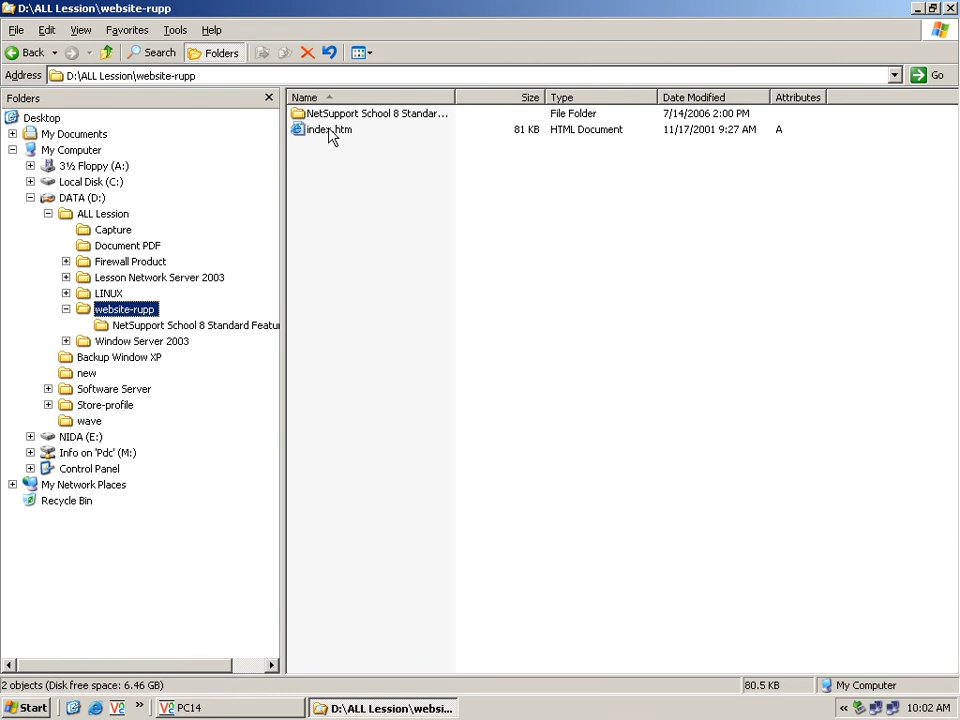 D:\ALL Lession\website-rupp
File Edit View Favorites Tools Help
Back Search Folders
Address D:\ALL Lession\website-rupp Go
Folders
Desktop
My Documents
My Computer
3½ Floppy (A:)
Local Disk (C:)
DATA (D:)
ALL Lession
Capture
Document PDF
Firewall Product
Lesson Network Server 2003
LINUX
website-rupp
NetSupport School 8 Standard Featu
Window Server 2003
Backup Window XP
new
Software Server
Store-profile
wave
NIDA (E:)
Info on 'Pdc' (M:)
Control Panel
My Network Places
Recycle Bin
Name Size Type Date Modified Attributes
NetSupport School 8 Standar... File Folder 7/14/2006 2:00 PM
index.htm 81 KB HTML Document 11/17/2001 9:27 AM A
2 objects (Disk free space: 6.46 GB) 80.5 KB My Computer
Start V2 » V2 PC14 D:\ALL Lession\websi... « 10:02 AM